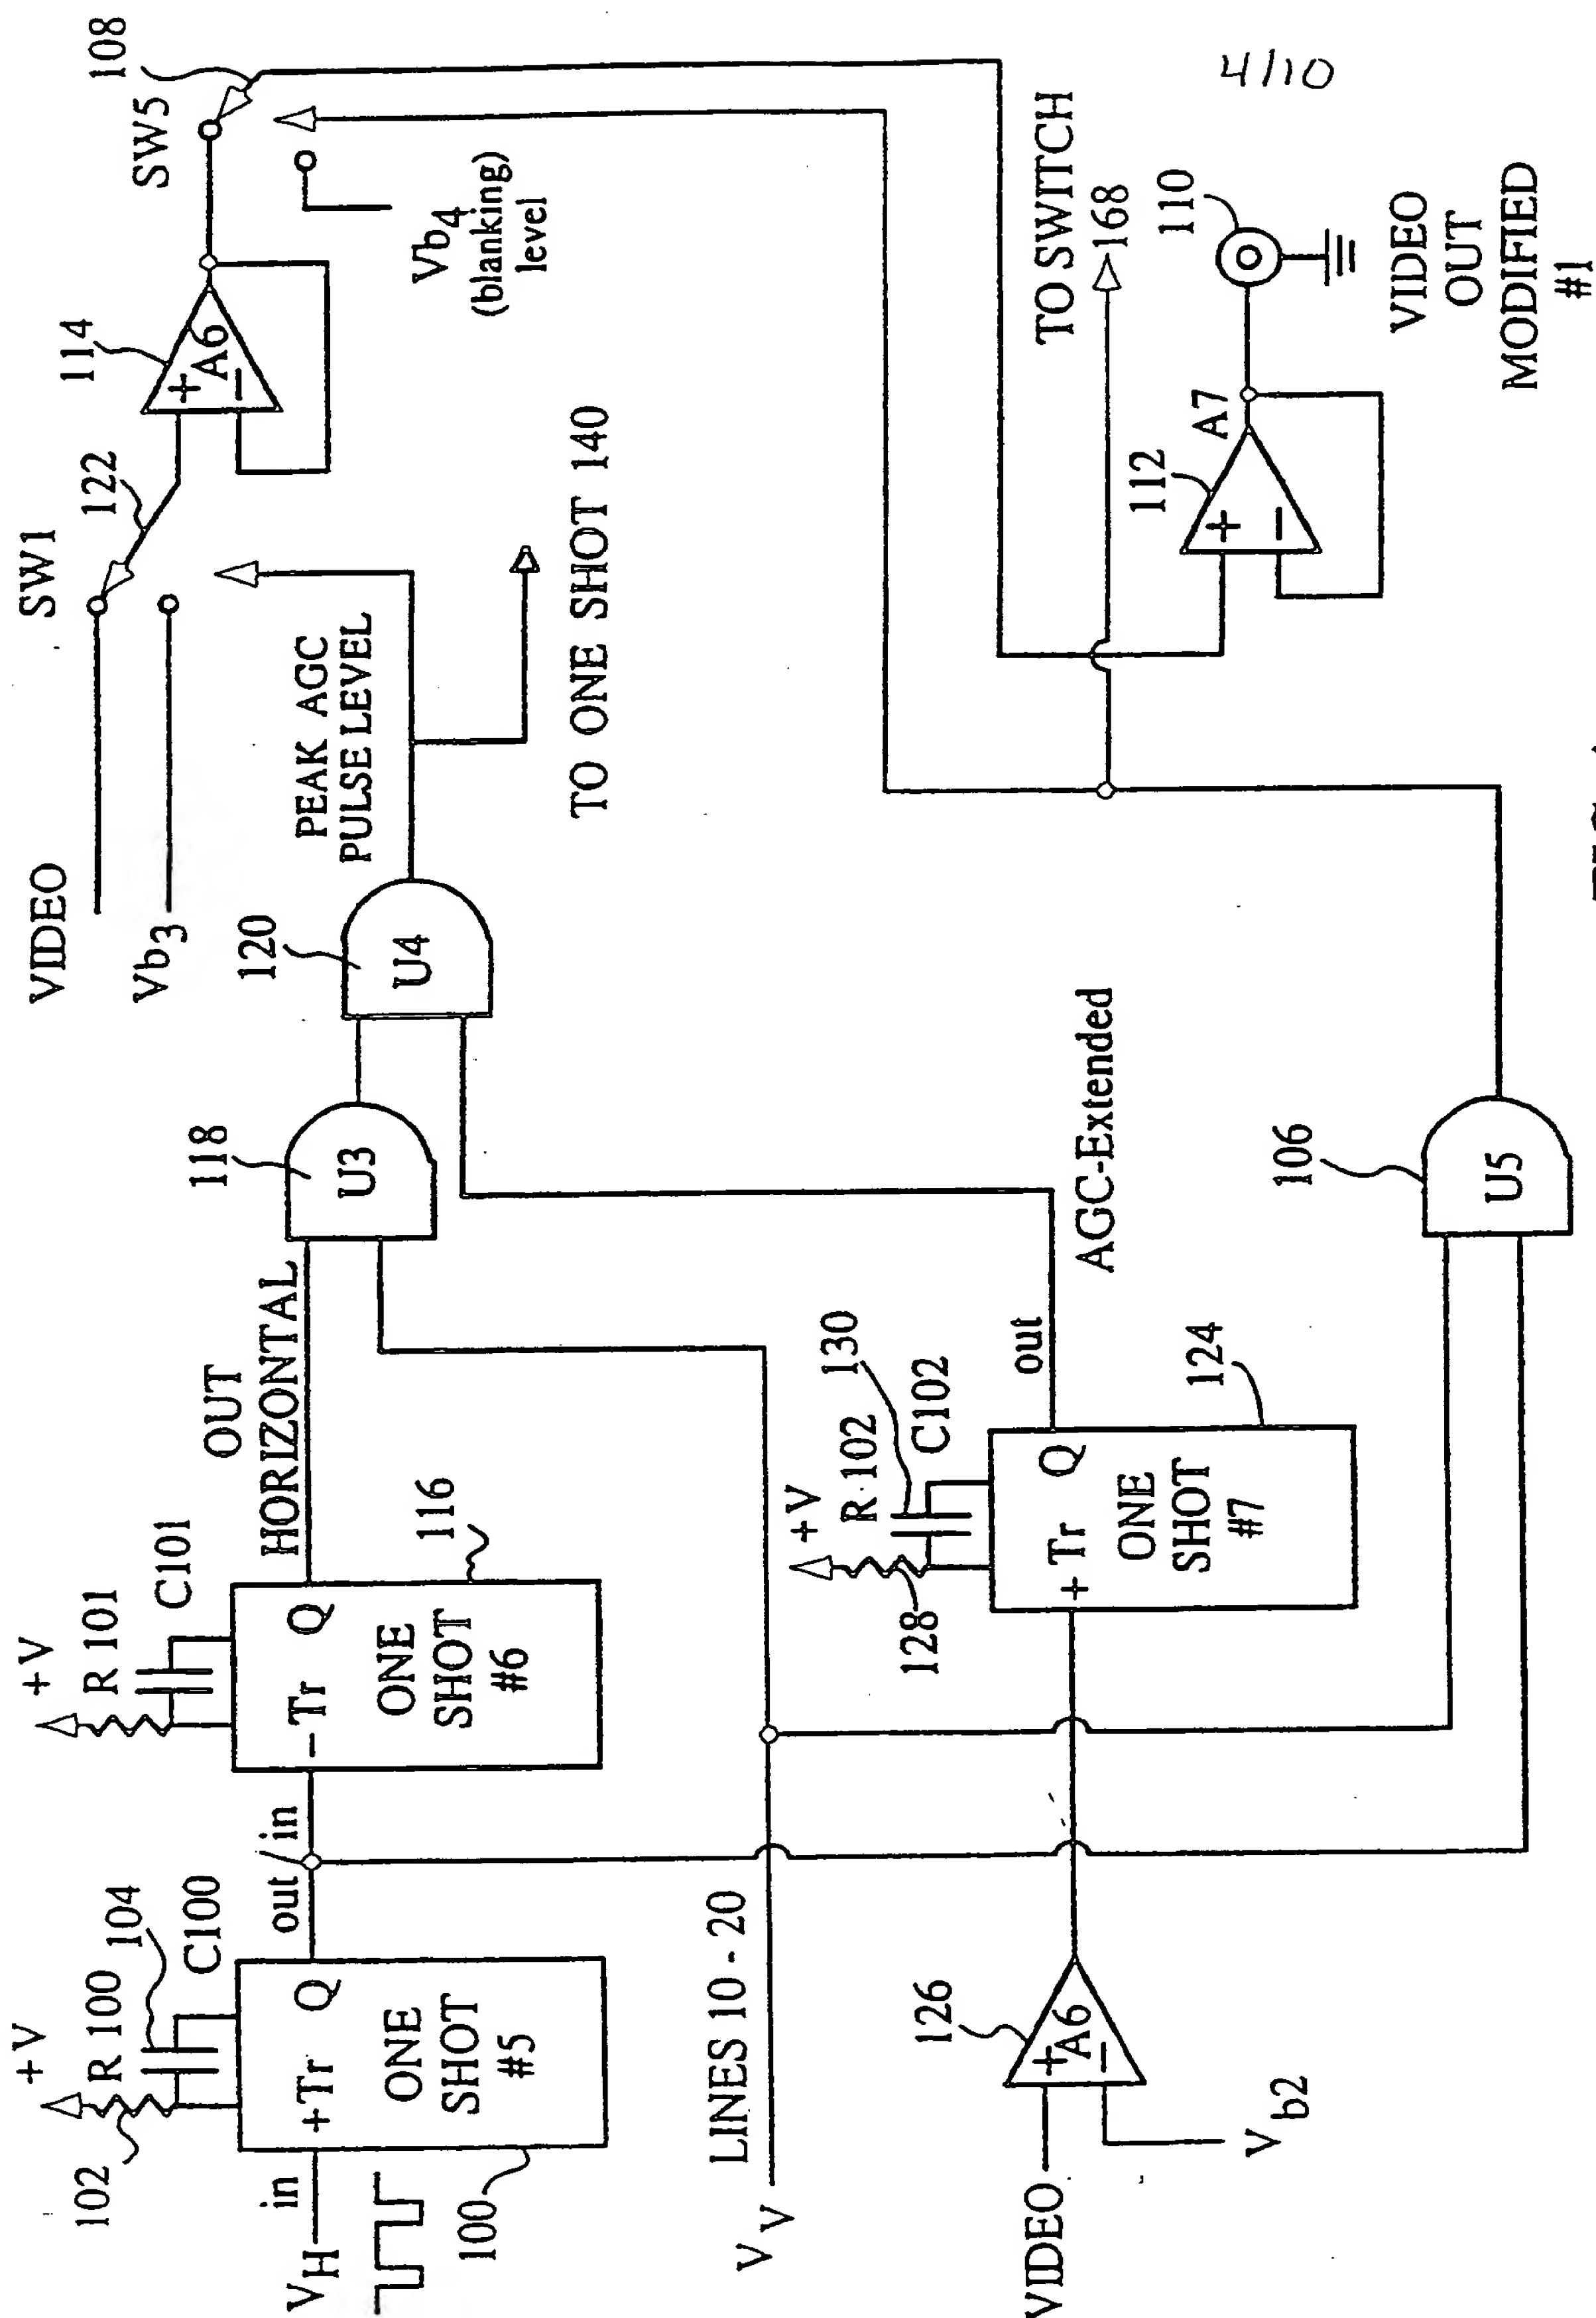 4/10
+V
R 100
104
C100
102
in
VH
+Tr
Q
ONE
SHOT
#5
100
out
in
+V
R 101
C101
- Tr
Q
ONE
SHOT
#6
116
OUT
HORIZONTAL
118
U3
120
U4
PEAK AGC
PULSE LEVEL
TO ONE SHOT 140
VIDEO
Vb3
SW1
122
114
+
A6
-
SW5
108
Vb4
(blanking)
level
LINES 10 - 20
VV
VIDEO
Vb2
126
+
A6
-
+V
R 102
130
C102
128
+ Tr
Q
ONE
SHOT
#7
124
out
AGC-Extended
106
U5
TO SWITCH
168
112
+
-
A7
110
VIDEO
OUT
MODIFIED
#1